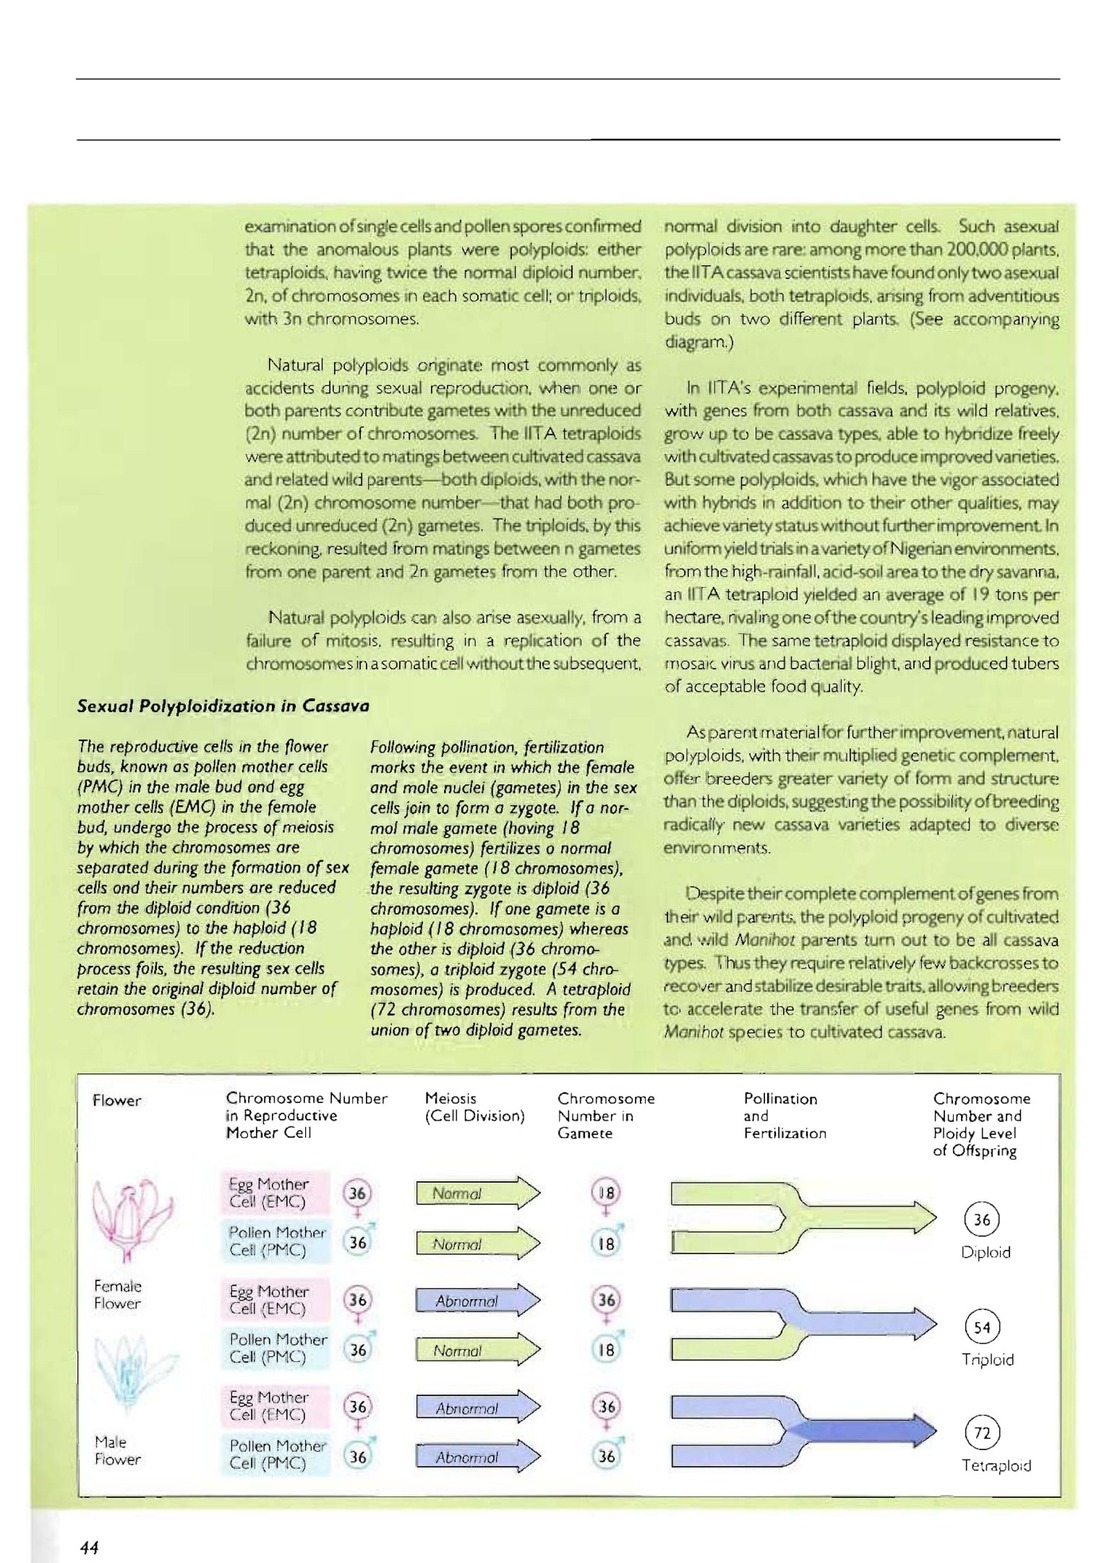 examination of single cells and pollen spores confirmed
that the anomalous plants were polyploids: either
tetraploids, having twice the normal diploid number,
2n, of chromosomes in each somatic cell; or triploids,
with 3n chromosomes.
Natural polyploids originate most commonly as
accidents during sexual reproduction, when one or
both parents contribute gametes with the unreduced
(2n) number of chromosomes. The IITA tetraploids
were attributed to matings between cultivated cassava
and related wild parents—both diploids, with the nor-
mal (2n) chromosome number—that had both pro-
duced unreduced (2n) gametes. The triploids, by this
reckoning, resulted from matings between n gametes
from one parent and 2n gametes from the other.
Natural polyploids can also arise asexually, from a
failure of mitosis, resulting in a replication of the
chromosomes in a somatic cell without the subsequent,
normal division into daughter cells. Such asexual
polyploids are rare: among more than 200,000 plants,
the IITA cassava scientists have found only two asexual
individuals, both tetraploids, arising from adventitious
buds on two different plants. (See accompanying
diagram.)
In IITA's experimental fields, polyploid progeny,
with genes from both cassava and its wild relatives,
grow up to be cassava types, able to hybridize freely
with cultivated cassavas to produce improved varieties.
But some polyploids, which have the vigor associated
with hybrids in addition to their other qualities, may
achieve variety status without further improvement. In
uniform yield trials in a variety of Nigerian environments,
from the high-rainfall, acid-soil area to the dry savanna,
an IITA tetraploid yielded an average of 19 tons per
hectare, rivaling one of the country's leading improved
cassavas. The same tetraploid displayed resistance to
mosaic virus and bacterial blight, and produced tubers
of acceptable food quality.
As parent material for further improvement, natural
polyploids, with their multiplied genetic complement,
offer breeders greater variety of form and structure
than the diploids, suggesting the possibility of breeding
radically new cassava varieties adapted to diverse
environments.
Despite their complete complement of genes from
their wild parents, the polyploid progeny of cultivated
and wild Manihot parents turn out to be all cassava
types. Thus they require relatively few backcrosses to
recover and stabilize desirable traits, allowing breeders
to accelerate the transfer of useful genes from wild
Manihot species to cultivated cassava.
Sexual Polyploidization in Cassava
The reproductive cells in the flower
buds, known as pollen mother cells
(PMC) in the male bud ond egg
mother cells (EMC) in the femole
bud, undergo the process of meiosis
by which the chromosomes are
separated during the formation of sex
cells ond their numbers are reduced
from the diploid condition (36
chromosomes) to the haploid (18
chromosomes). If the reduction
process foils, the resulting sex cells
retain the original diploid number of
chromosomes (36).
Following pollination, fertilization
morks the event in which the female
and mole nuclei (gametes) in the sex
cells join to form a zygote. If a nor-
mol male gamete (hoving 18
chromosomes) fertilizes o normal
female gamete (18 chromosomes),
the resulting zygote is diploid (36
chromosomes). If one gamete is a
haploid (18 chromosomes) whereas
the other is diploid (36 chromo-
somes), a triploid zygote (54 chro-
mosomes) is produced. A tetraploid
(72 chromosomes) results from the
union of two diploid gametes.
Flower
Chromosome Number
in Reproductive
Mother Cell
Meiosis
(Cell Division)
Chromosome
Number in
Gamete
Pollination
and
Fertilization
Chromosome
Number and
Ploidy Level
of Offspring
Egg Mother
Cell (EMC)
36
Normal
18
Pollen Mother
Cell (PMC)
36
Normal
18
36
Diploid
Female
Flower
Egg Mother
Cell (EMC)
36
Abnormal
36
Pollen Mother
Cell (PMC)
36
Normal
18
54
Triploid
Egg Mother
Cell (EMC)
36
Abnormal
36
Male
Flower
Pollen Mother
Cell (PMC)
36
Abnormal
36
72
Tetraploid
44